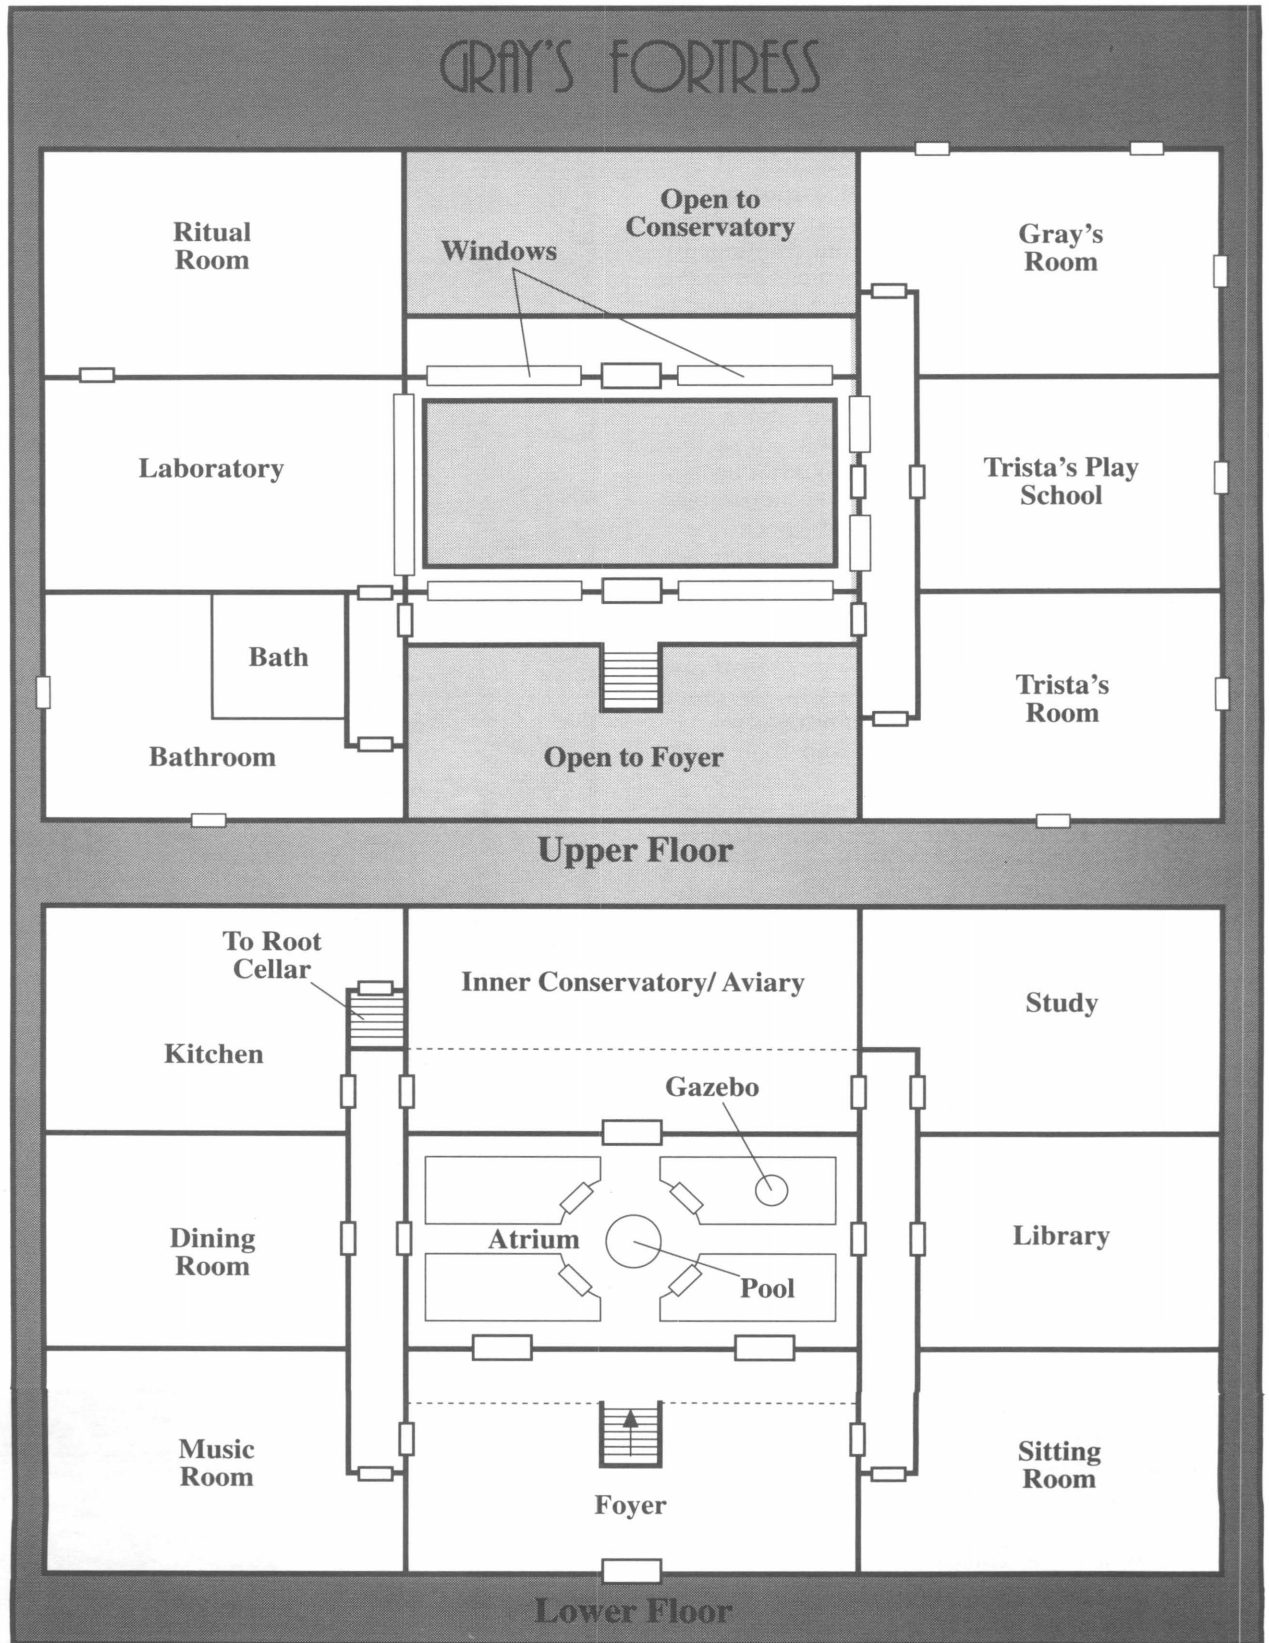 GRAY'S FORTRESS
Ritual
Room
Open to
Conservatory
Windows
Gray's
Room
Laboratory
Trista's Play
School
Bath
Bathroom
Open to Foyer
Trista's
Room
Upper Floor
To Root
Cellar
Inner Conservatory/ Aviary
Study
Kitchen
Gazebo
Dining
Room
Atrium
Library
Pool
Music
Room
Foyer
Sitting
Room
Lower Floor